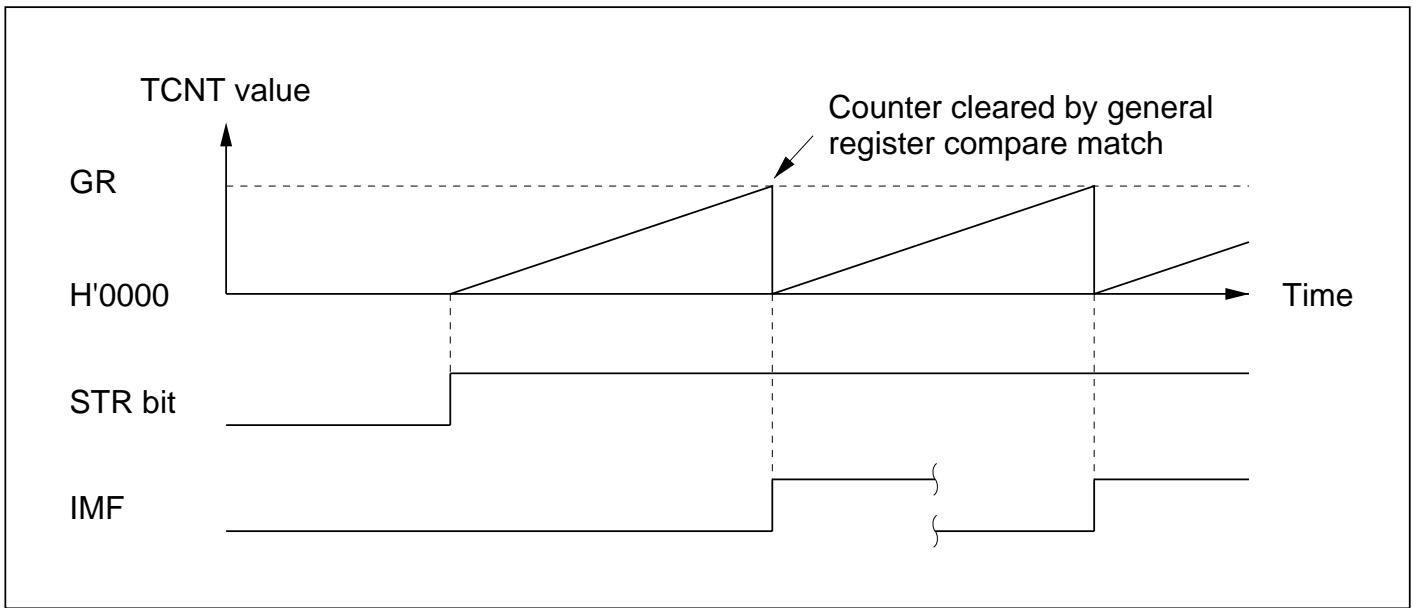 TCNT value
Counter cleared by general
register compare match
GR
H'0000
Time
STR bit
IMF